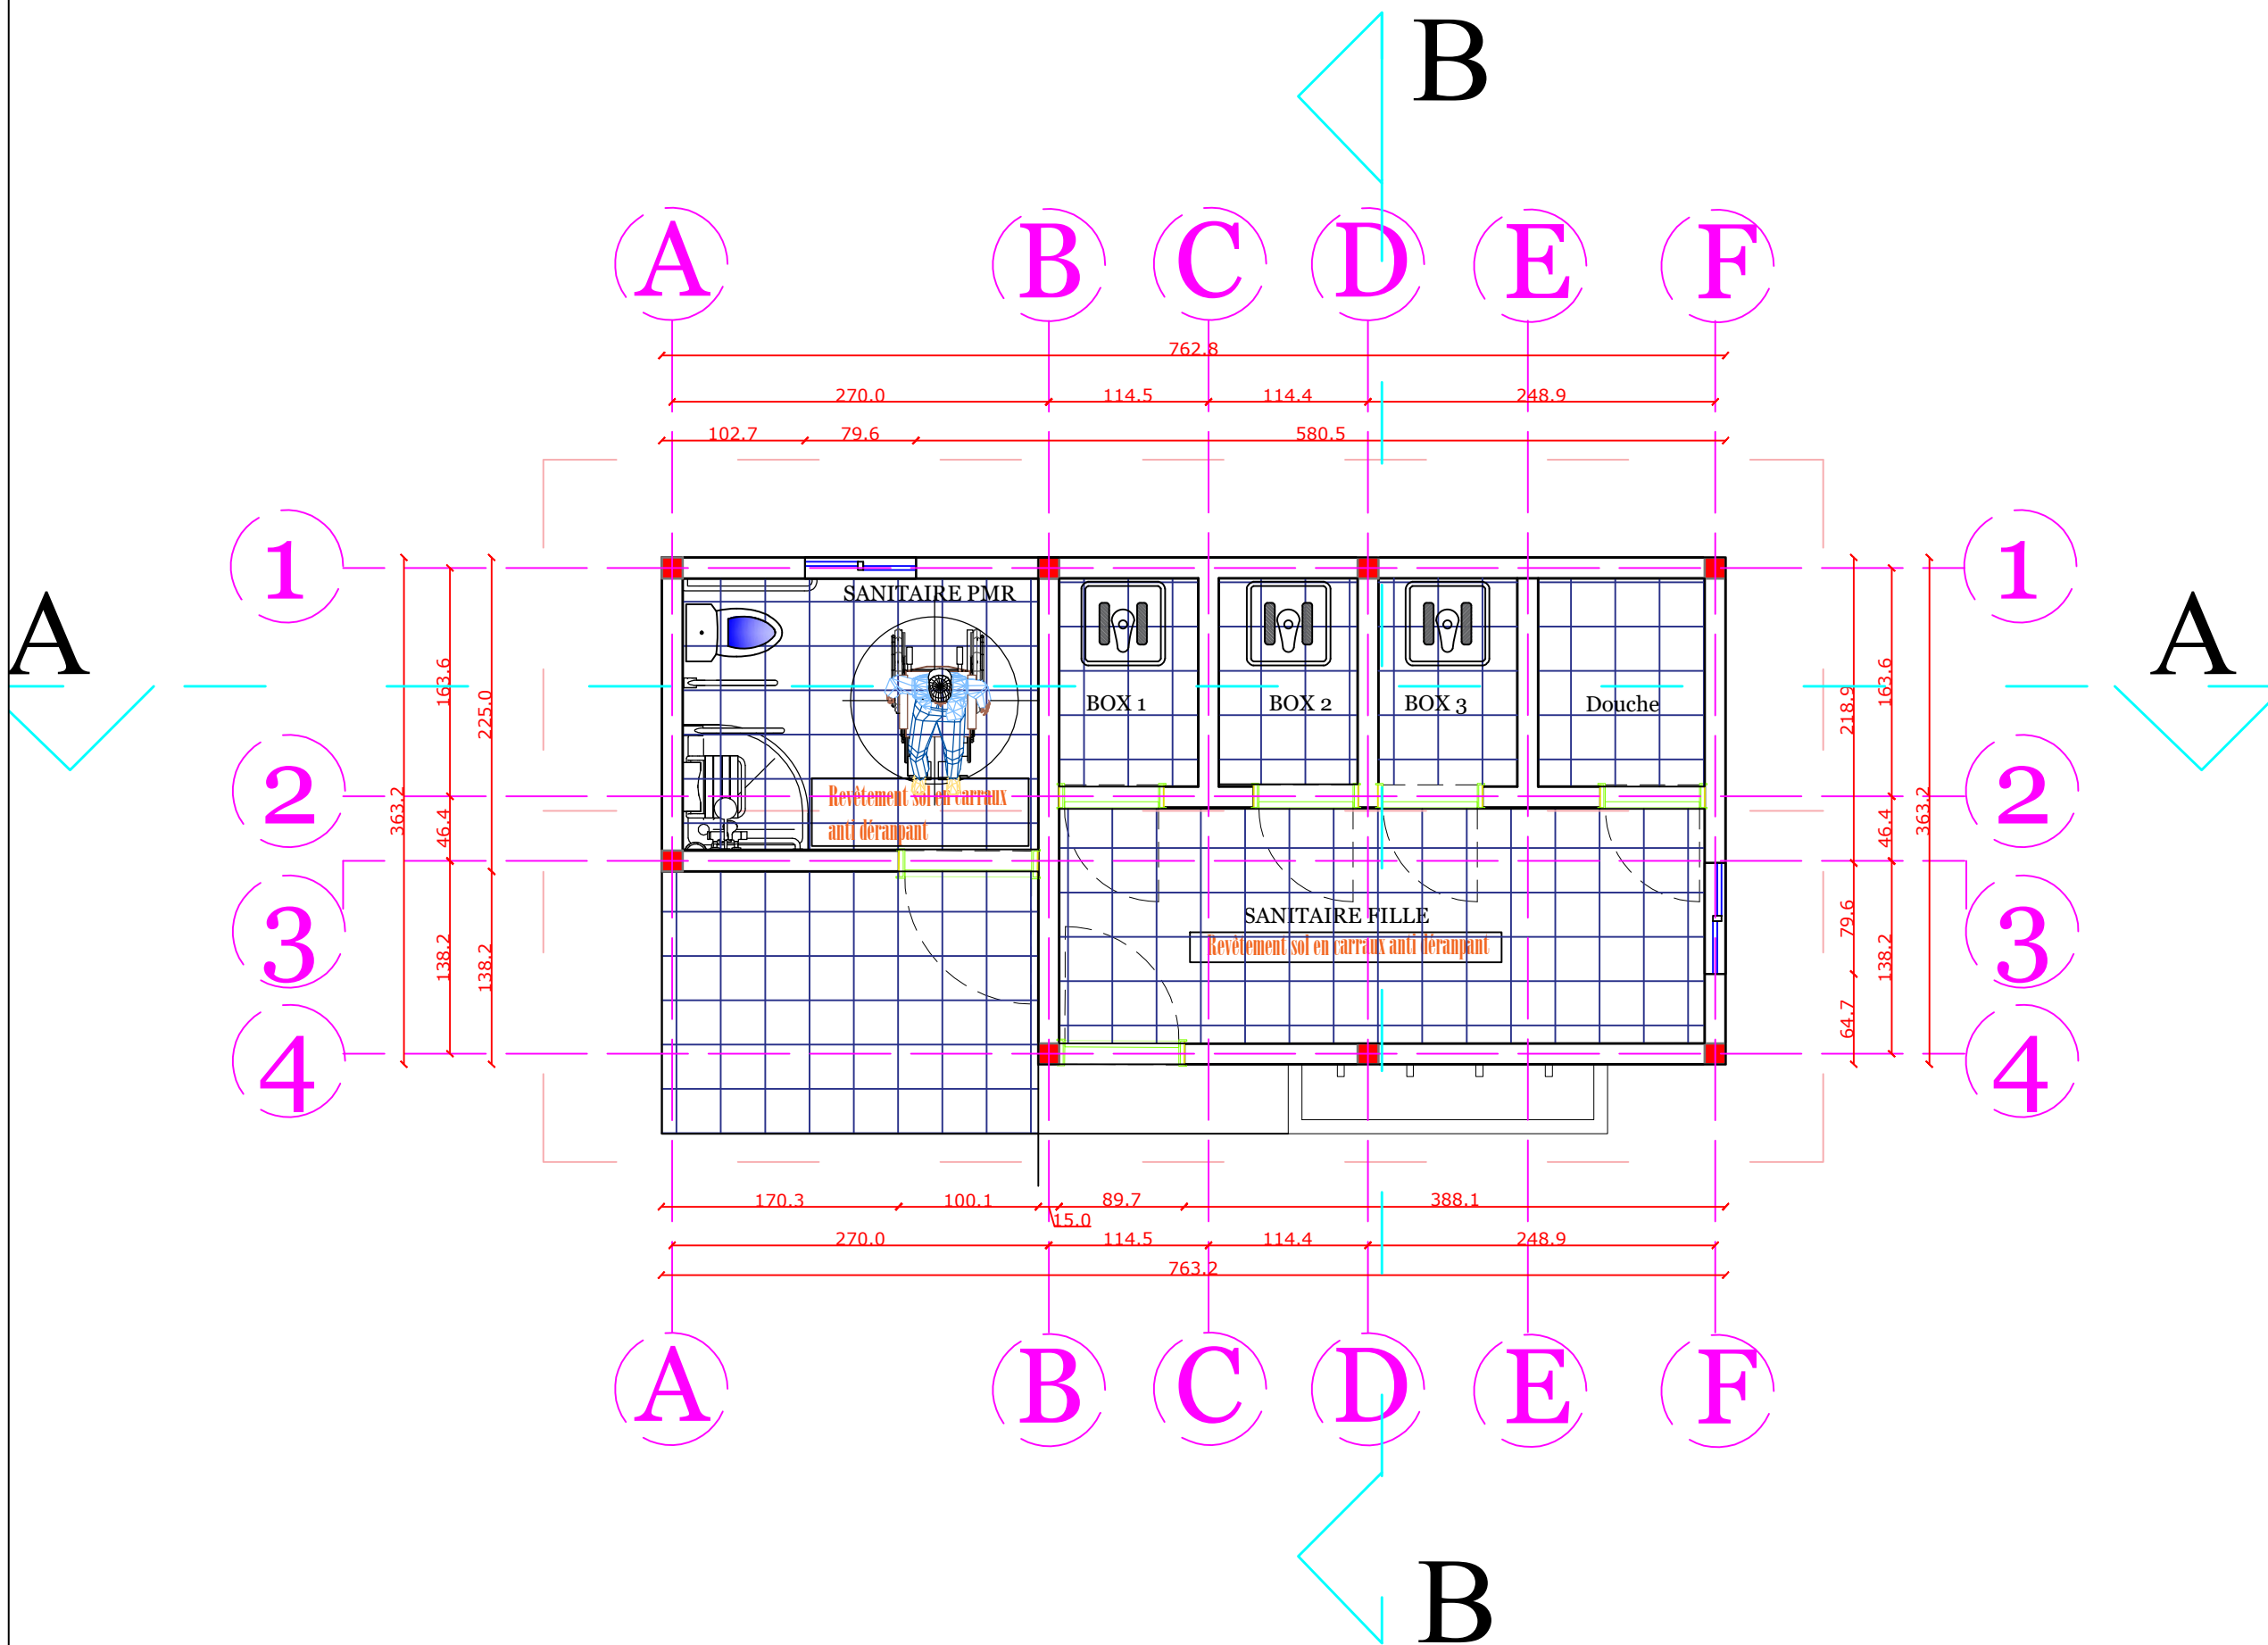 B
A B C D E F
762.8
270.0 114.5 114.4 248.9
102.7 79.6 580.5
1 1
A A
SANITAIRE PMR
163.6 225.0 218.9 163.6
BOX 1 BOX 2 BOX 3 Douche
2 2
Revètement sol en carraux
anti déranpant
363.2 46.4 46.4 363.2
3 3
SANITAIRE FILLE
Revètement sol en carraux anti déranpant
138.2 138.2 79.6 138.2
64.7
4 4
170.3 100.1 89.7 388.1
15.0
270.0 114.5 114.4 248.9
763.2
A B C D E F
B